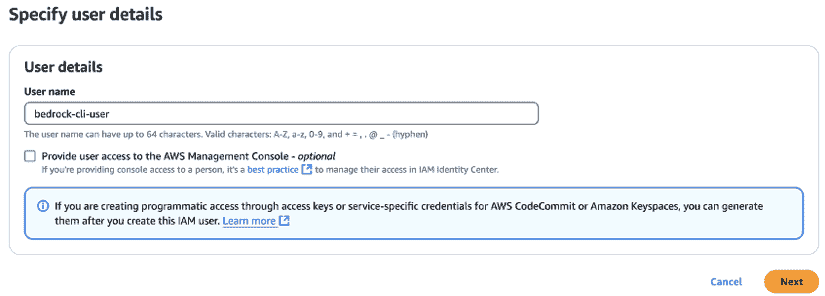 Specify user details
User details
User name
bedrock-cli-user
The user name can have up to 64 characters. Valid characters: A-Z, a-z, 0-9, and + = , . @ _ - (hyphen)
Provide user access to the AWS Management Console - optional
If you're providing console access to a person, it's a best practice to manage their access in IAM Identity Center.
If you are creating programmatic access through access keys or service-specific credentials for AWS CodeCommit or Amazon Keyspaces, you can generate
them after you create this IAM user. Learn more
Cancel Next